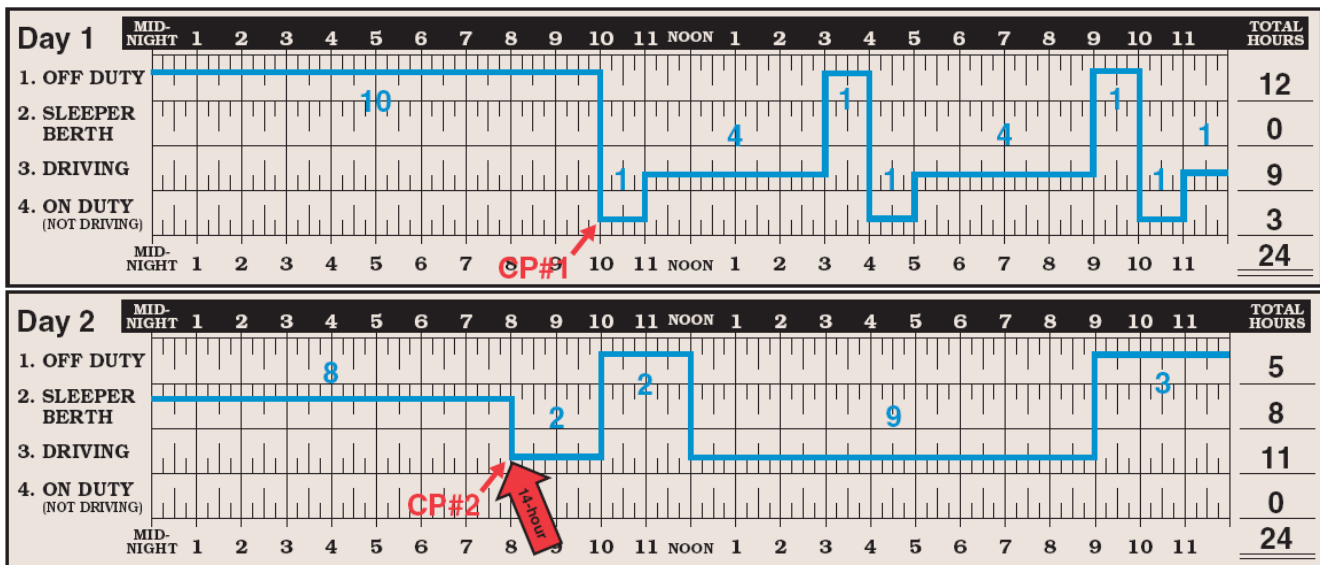 Day 1 MID-NIGHT 1 2 3 4 5 6 7 8 9 10 11 NOON 1 2 3 4 5 6 7 8 9 10 11 TOTAL HOURS
1. OFF DUTY 10 1 1 12
2. SLEEPER BERTH 4 4 1 0
3. DRIVING 1 1 1 9
4. ON DUTY (NOT DRIVING) 3
CP#1
MID-NIGHT 1 2 3 4 5 6 7 8 9 10 11 NOON 1 2 3 4 5 6 7 8 9 10 11 24
Day 2 MID-NIGHT 1 2 3 4 5 6 7 8 9 10 11 NOON 1 2 3 4 5 6 7 8 9 10 11 TOTAL HOURS
1. OFF DUTY 8 2 3 5
2. SLEEPER BERTH 2 9 8
3. DRIVING 11
4. ON DUTY (NOT DRIVING) 0
CP#2 14-hour
MID-NIGHT 1 2 3 4 5 6 7 8 9 10 11 NOON 1 2 3 4 5 6 7 8 9 10 11 24